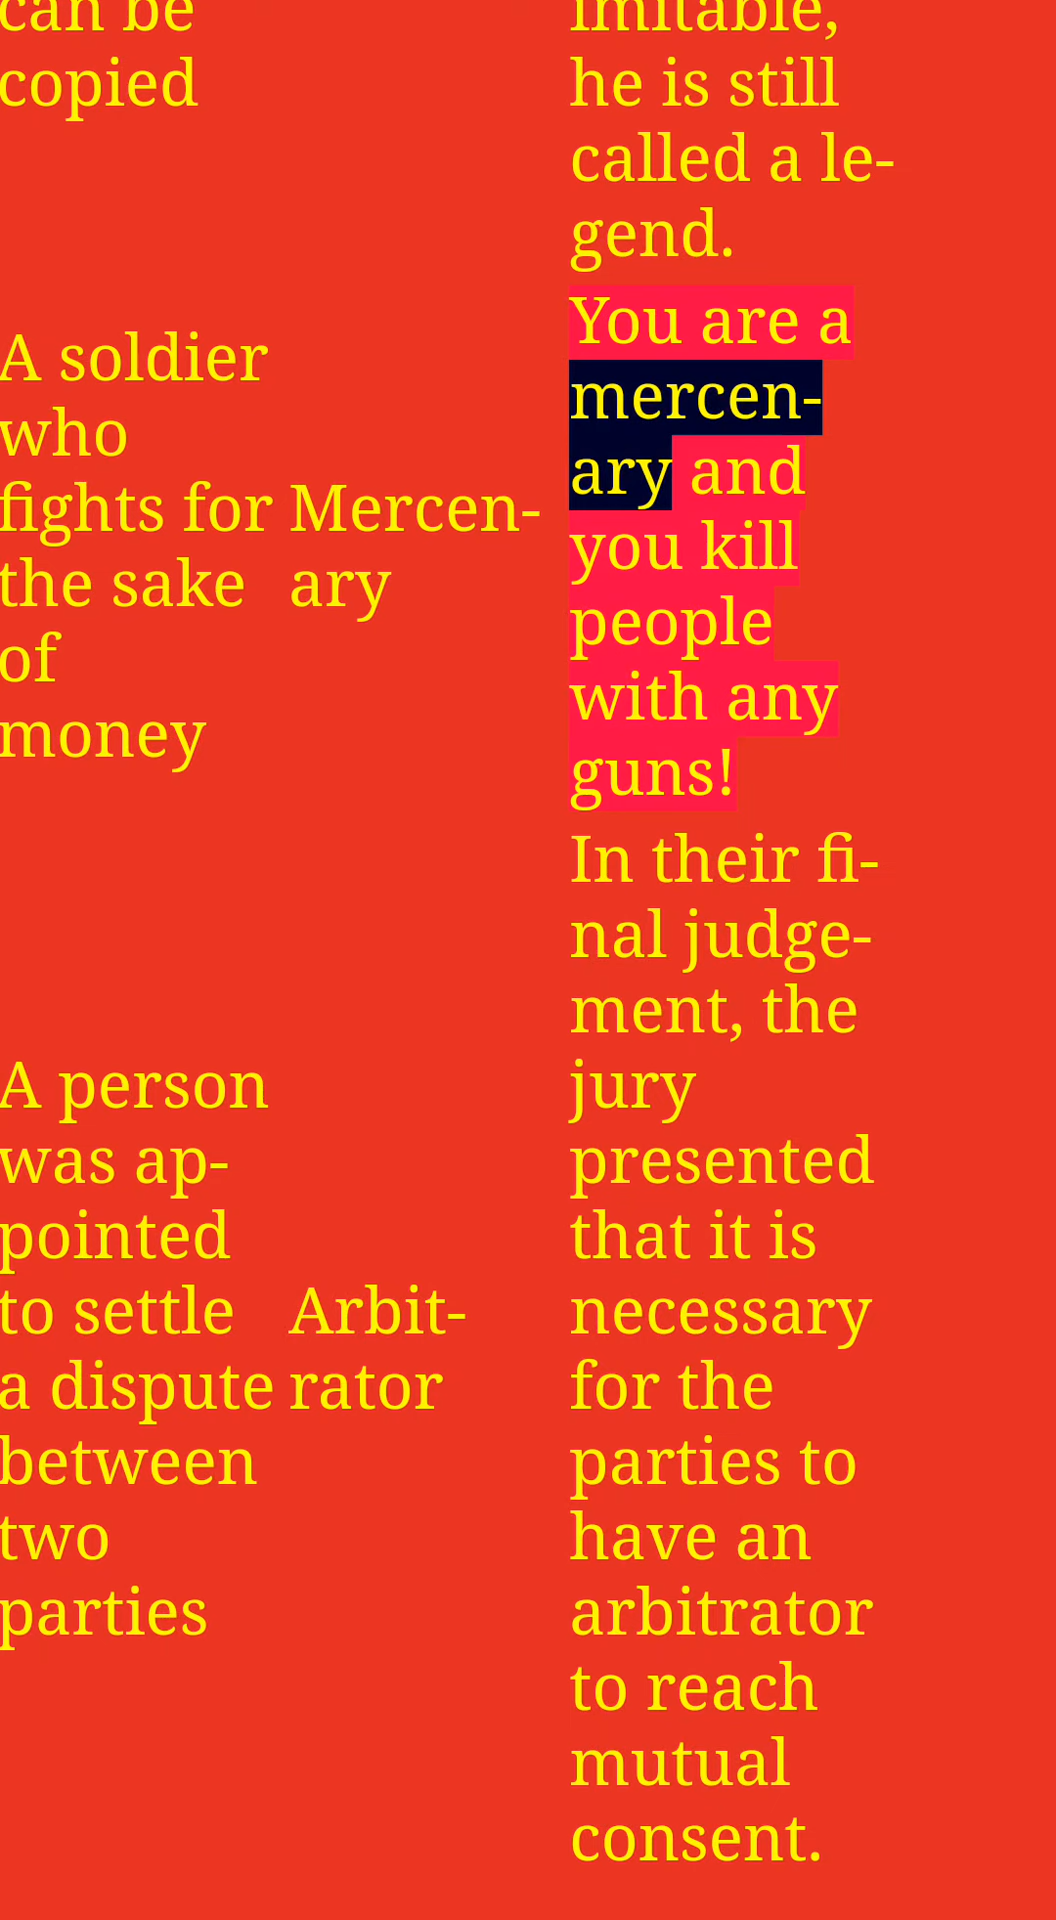 can be
copied
imitable,
he is still
called a le-
gend.
A soldier
who
fights for
the sake
of
money
Mercen-
ary
You are a
mercen-
ary and
you kill
people
with any
guns!
A person
was ap-
pointed
to settle
a dispute
between
two
parties
Arbit-
rator
In their fi-
nal judge-
ment, the
jury
presented
that it is
necessary
for the
parties to
have an
arbitrator
to reach
mutual
consent.